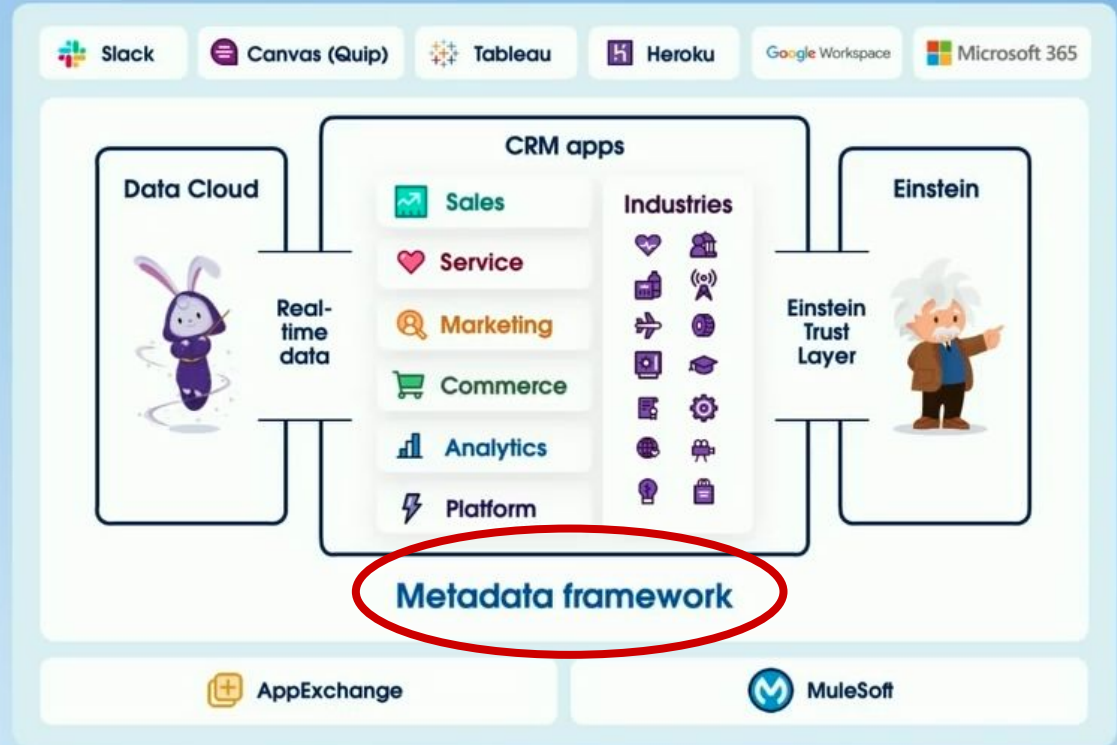 Slack
Canvas (Quip)
Tableau
Heroku
Google Workspace
Microsoft 365
Data Cloud
Real-
time
data
CRM apps
Sales
Service
Marketing
Commerce
Analytics
Platform
Industries
Einstein
Trust
Layer
Einstein
Metadata framework
AppExchange
MuleSoft